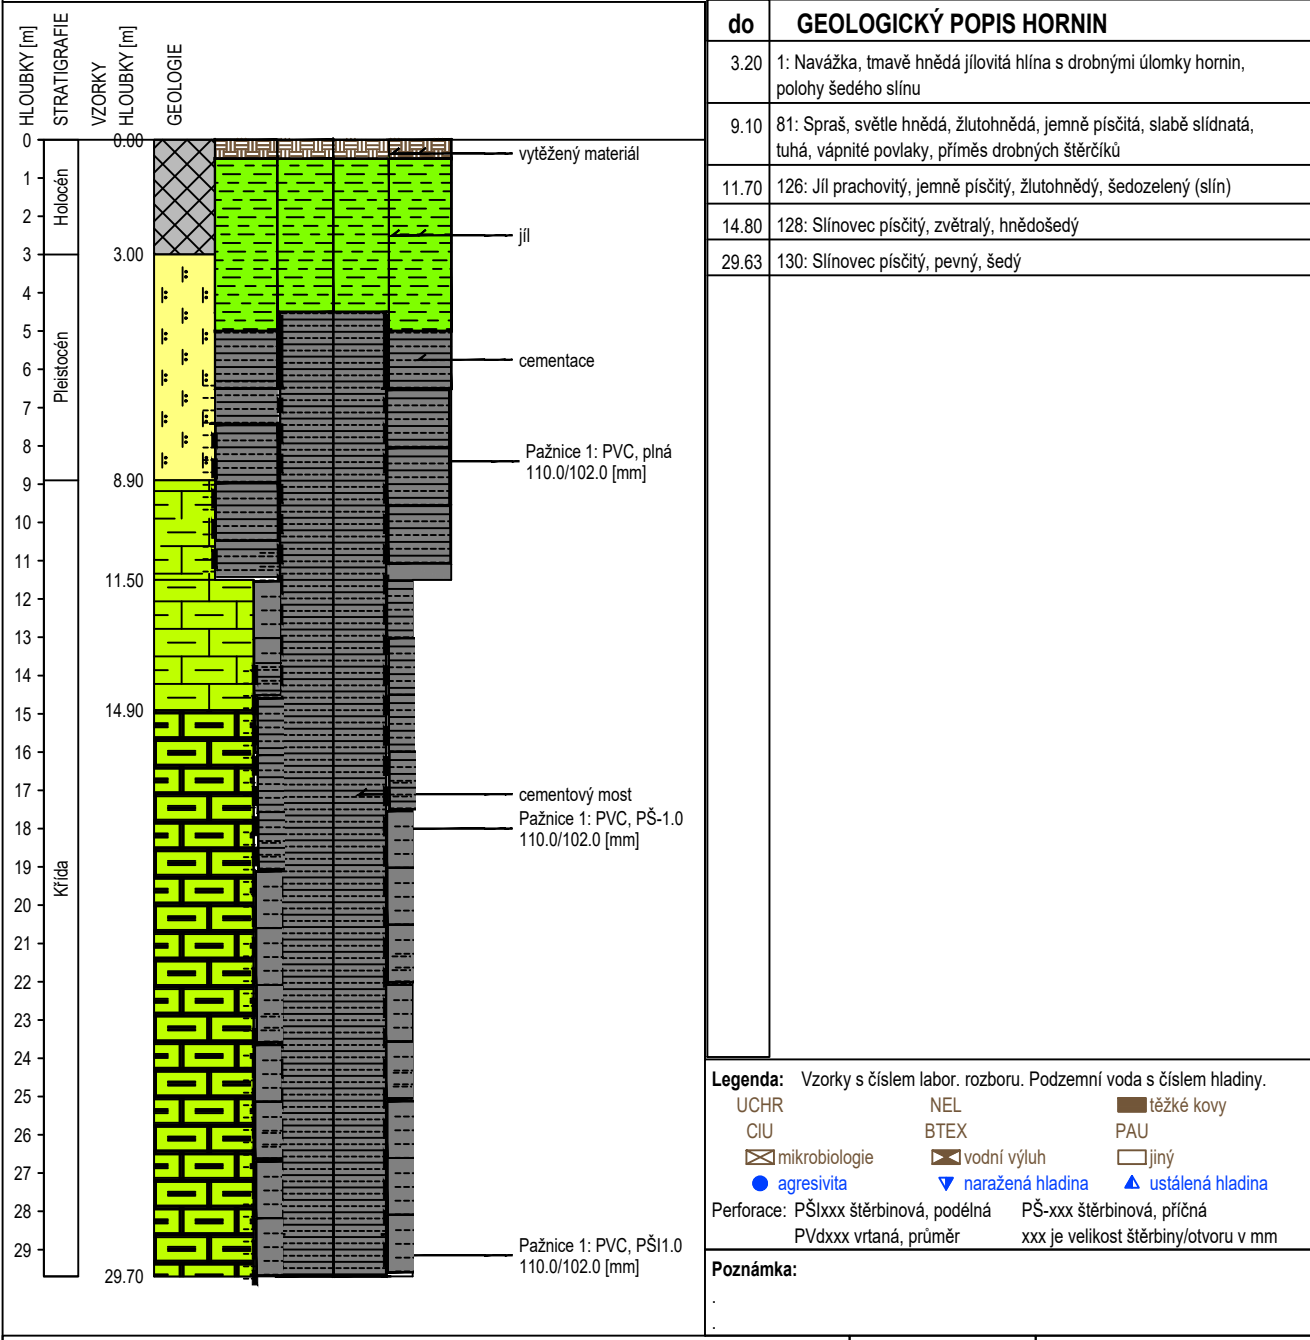 HLOUBKY [m]
STRATIGRAFIE
VZORKY
HLOUBKY [m]
GEOLOGIE
0
1
2
3
4
5
6
7
8
9
10
11
12
13
14
15
16
17
18
19
20
21
22
23
24
25
26
27
28
29
Holocén
Pleistocén
Křída
0.00
3.00
8.90
11.50
14.90
29.70
vytěžený materiál
jíl
cementace
Pažnice 1: PVC, plná
110.0/102.0 [mm]
cementový most
Pažnice 1: PVC, PŠ-1.0
110.0/102.0 [mm]
Pažnice 1: PVC, PŠI1.0
110.0/102.0 [mm]
do GEOLOGICKÝ POPIS HORNIN
3.20 1: Navážka, tmavě hnědá jílovitá hlína s drobnými úlomky hornin,
polohy šedého slínu
9.10 81: Spraš, světle hnědá, žlutohnědá, jemně písčitá, slabě slídnatá,
tuhá, vápnité povlaky, příměs drobných štěrčíků
11.70 126: Jíl prachovitý, jemně písčitý, žlutohnědý, šedozelený (slín)
14.80 128: Slínovec písčitý, zvětralý, hnědošedý
29.63 130: Slínovec písčitý, pevný, šedý
Legenda: Vzorky s číslem labor. rozboru. Podzemní voda s číslem hladiny.
UCHR NEL těžké kovy
CIU BTEX PAU
mikrobiologie vodní výluh jiný
agresivita naražená hladina ustálená hladina
Perforace: PŠIxxx štěrbinová, podélná PŠ-xxx štěrbinová, příčná
PVdxxx vrtaná, průměr xxx je velikost štěrbiny/otvoru v mm
Poznámka:
.
.